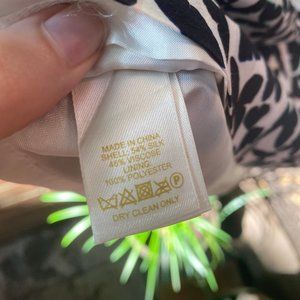 MADE IN CHINA
SHELL: 54% SILK
46% VISCOSE
LINING:
100% POLYESTER
P
DRY CLEAN ONLY